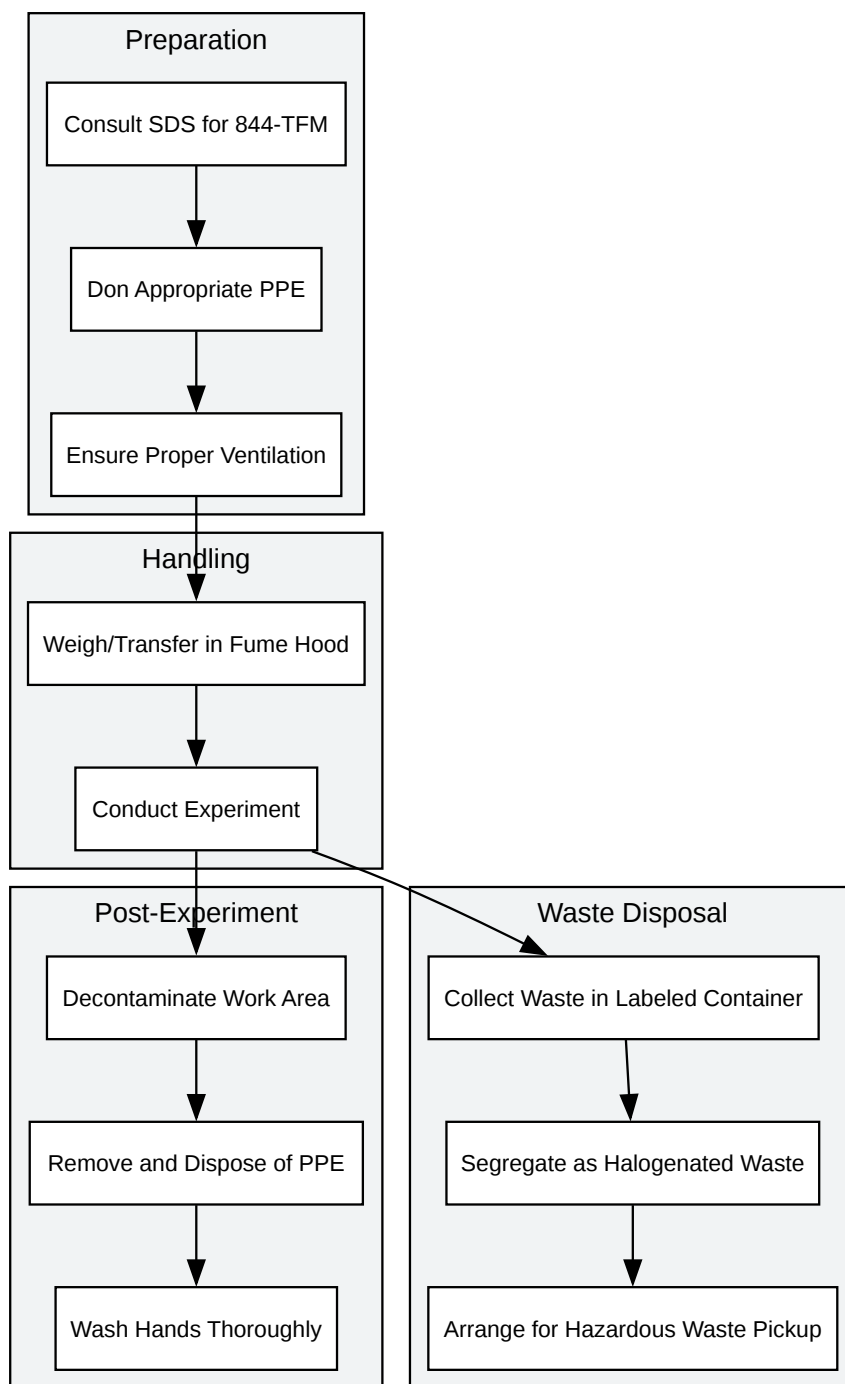 Preparation
Consult SDS for 844-TFM
Don Appropriate PPE
Ensure Proper Ventilation
Handling
Weigh/Transfer in Fume Hood
Conduct Experiment
Post-Experiment
Decontaminate Work Area
Remove and Dispose of PPE
Wash Hands Thoroughly
Waste Disposal
Collect Waste in Labeled Container
Segregate as Halogenated Waste
Arrange for Hazardous Waste Pickup